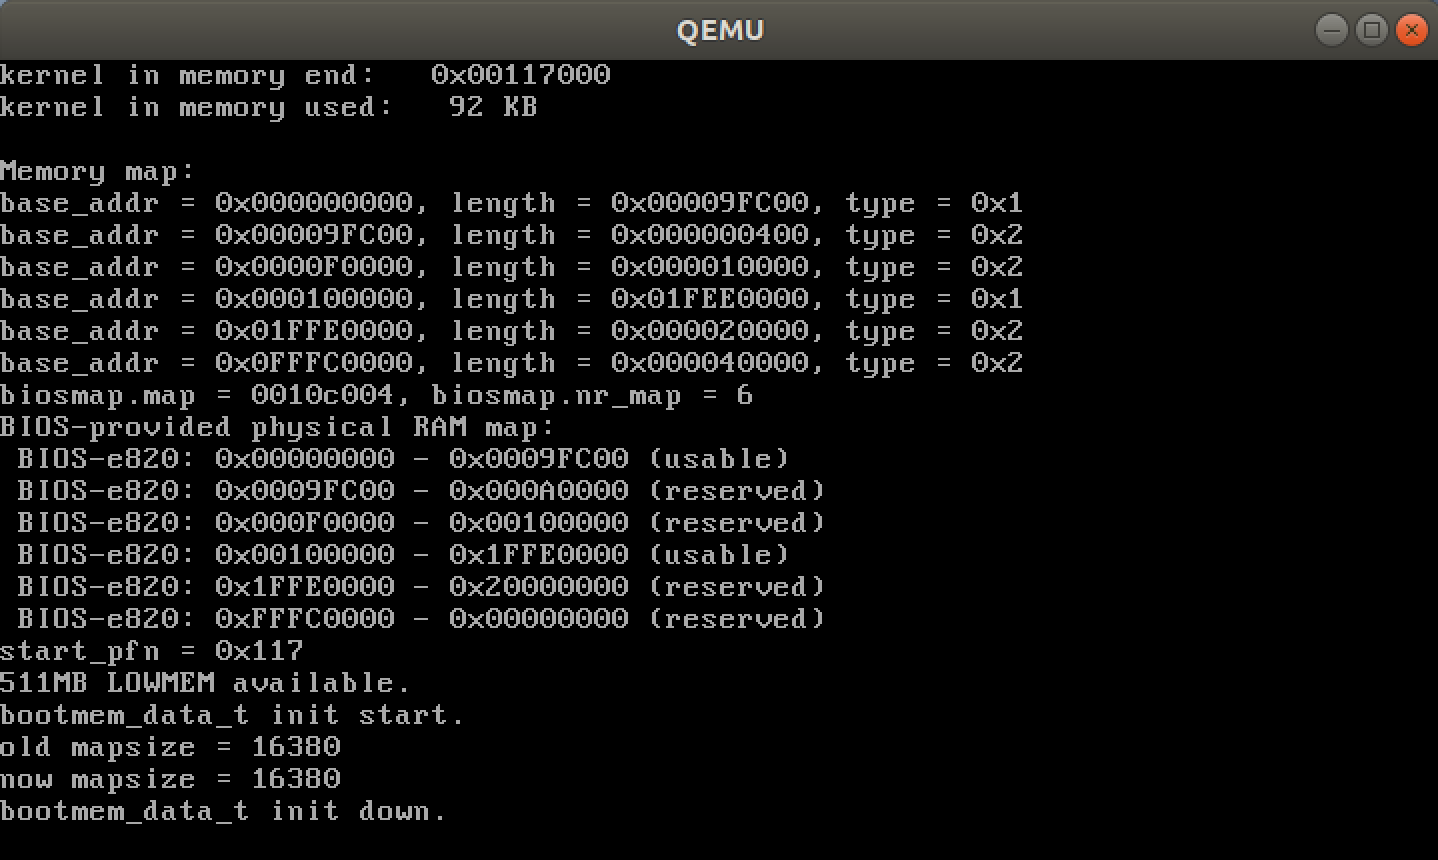 QEMU
kernel in memory end:   0x00117000
kernel in memory used:   92 KB
Memory map:
base_addr = 0x000000000, length = 0x00009FC00, type = 0x1
base_addr = 0x00009FC00, length = 0x000000400, type = 0x2
base_addr = 0x0000F0000, length = 0x000010000, type = 0x2
base_addr = 0x000100000, length = 0x01FEE0000, type = 0x1
base_addr = 0x01FFE0000, length = 0x000020000, type = 0x2
base_addr = 0x0FFFC0000, length = 0x000040000, type = 0x2
biosmap.map = 0010c004, biosmap.nr_map = 6
BIOS-provided physical RAM map:
 BIOS-e820: 0x00000000 - 0x0009FC00 (usable)
 BIOS-e820: 0x0009FC00 - 0x000A0000 (reserved)
 BIOS-e820: 0x000F0000 - 0x00100000 (reserved)
 BIOS-e820: 0x00100000 - 0x1FFE0000 (usable)
 BIOS-e820: 0x1FFE0000 - 0x20000000 (reserved)
 BIOS-e820: 0xFFFC0000 - 0x00000000 (reserved)
start_pfn = 0x117
511MB LOWMEM available.
bootmem_data_t init start.
old mapsize = 16380
now mapsize = 16380
bootmem_data_t init down.